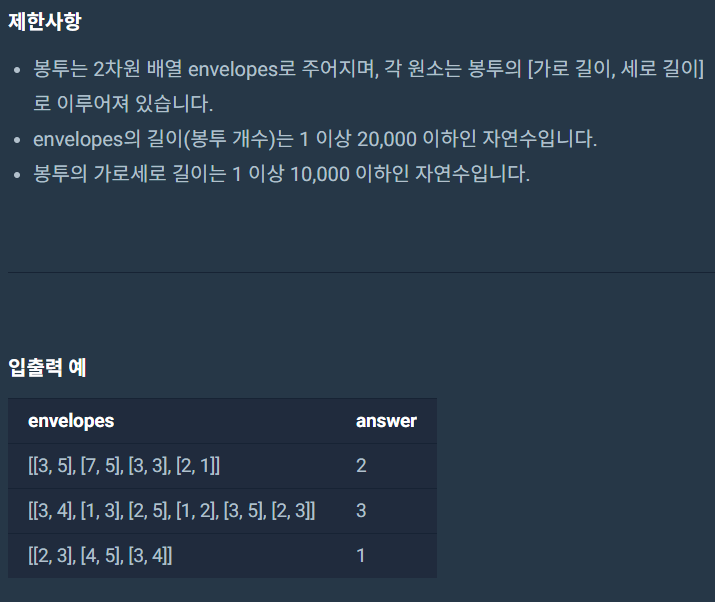 제한사항
• 봉투는 2차원 배열 envelopes로 주어지며, 각 원소는 봉투의 [가로 길이, 세로 길이]
로 이루어져 있습니다.
• envelopes의 길이(봉투 개수)는 1 이상 20,000 이하인 자연수입니다.
• 봉투의 가로세로 길이는 1 이상 10,000 이하인 자연수입니다.
입출력 예
envelopes answer
[[3, 5], [7, 5], [3, 3], [2, 1]] 2
[[3, 4], [1, 3], [2, 5], [1, 2], [3, 5], [2, 3]] 3
[[2, 3], [4, 5], [3, 4]] 1